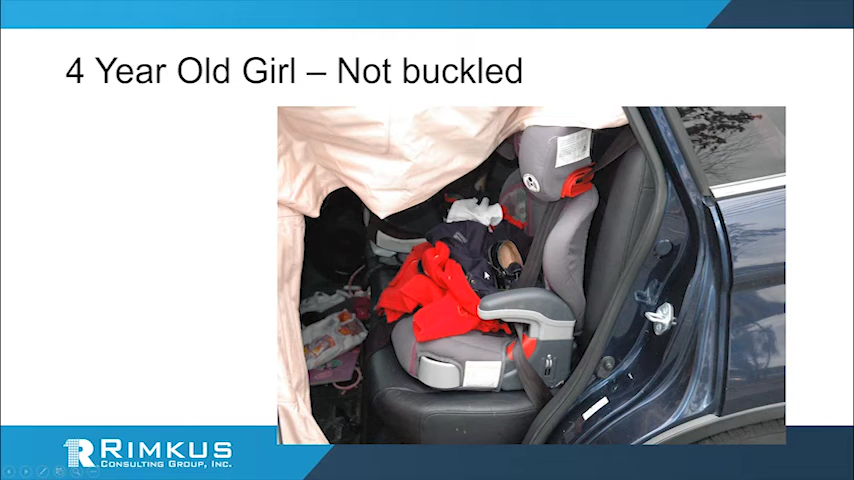 4 Year Old Girl – Not buckled
RIMKUS
CONSULTING GROUP, INC.